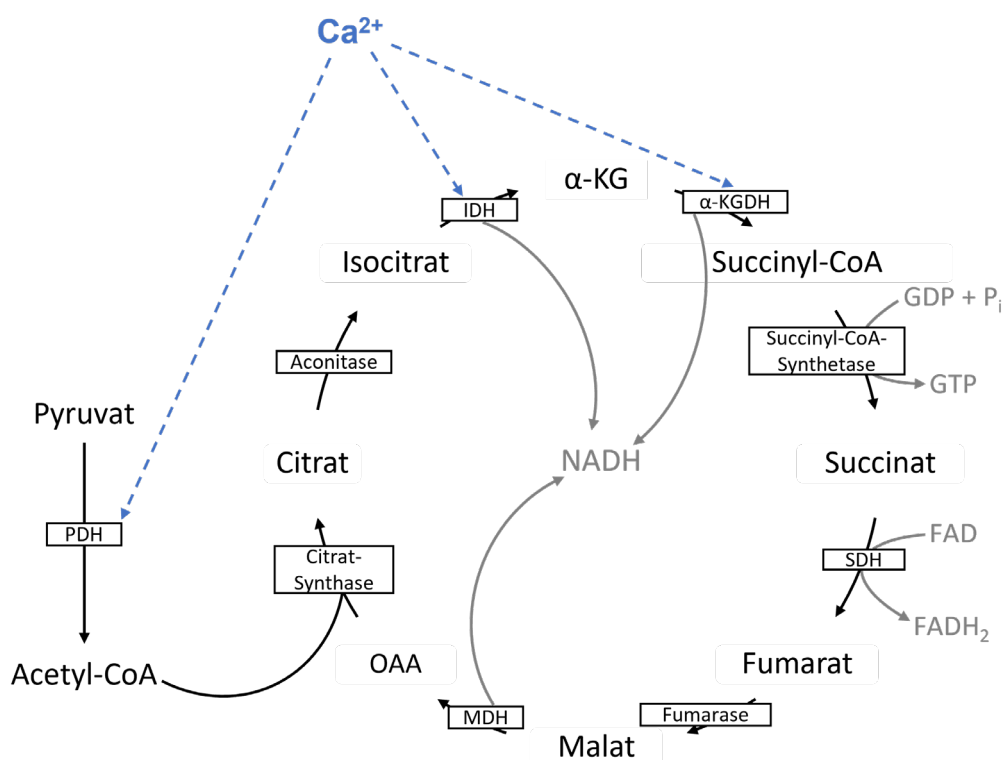 Ca²⁺
α-KG
IDH
α-KGDH
Isocitrat
Succinyl-CoA
GDP + Pᵢ
Succinyl-CoA-
Synthetase
Aconitase
GTP
Pyruvat
Citrat
NADH
Succinat
PDH
FAD
SDH
Citrat-
Synthase
FADH₂
Acetyl-CoA
OAA
Fumarat
MDH
Fumarase
Malat